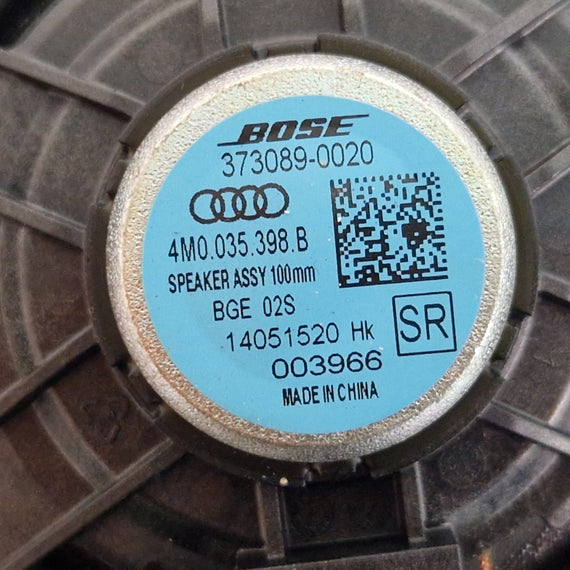 BOSE
373089-0020
4M0.035.398.B
SPEAKER ASSY 100mm
BGE 02S
14051520 Hk
SR
003966
MADE IN CHINA